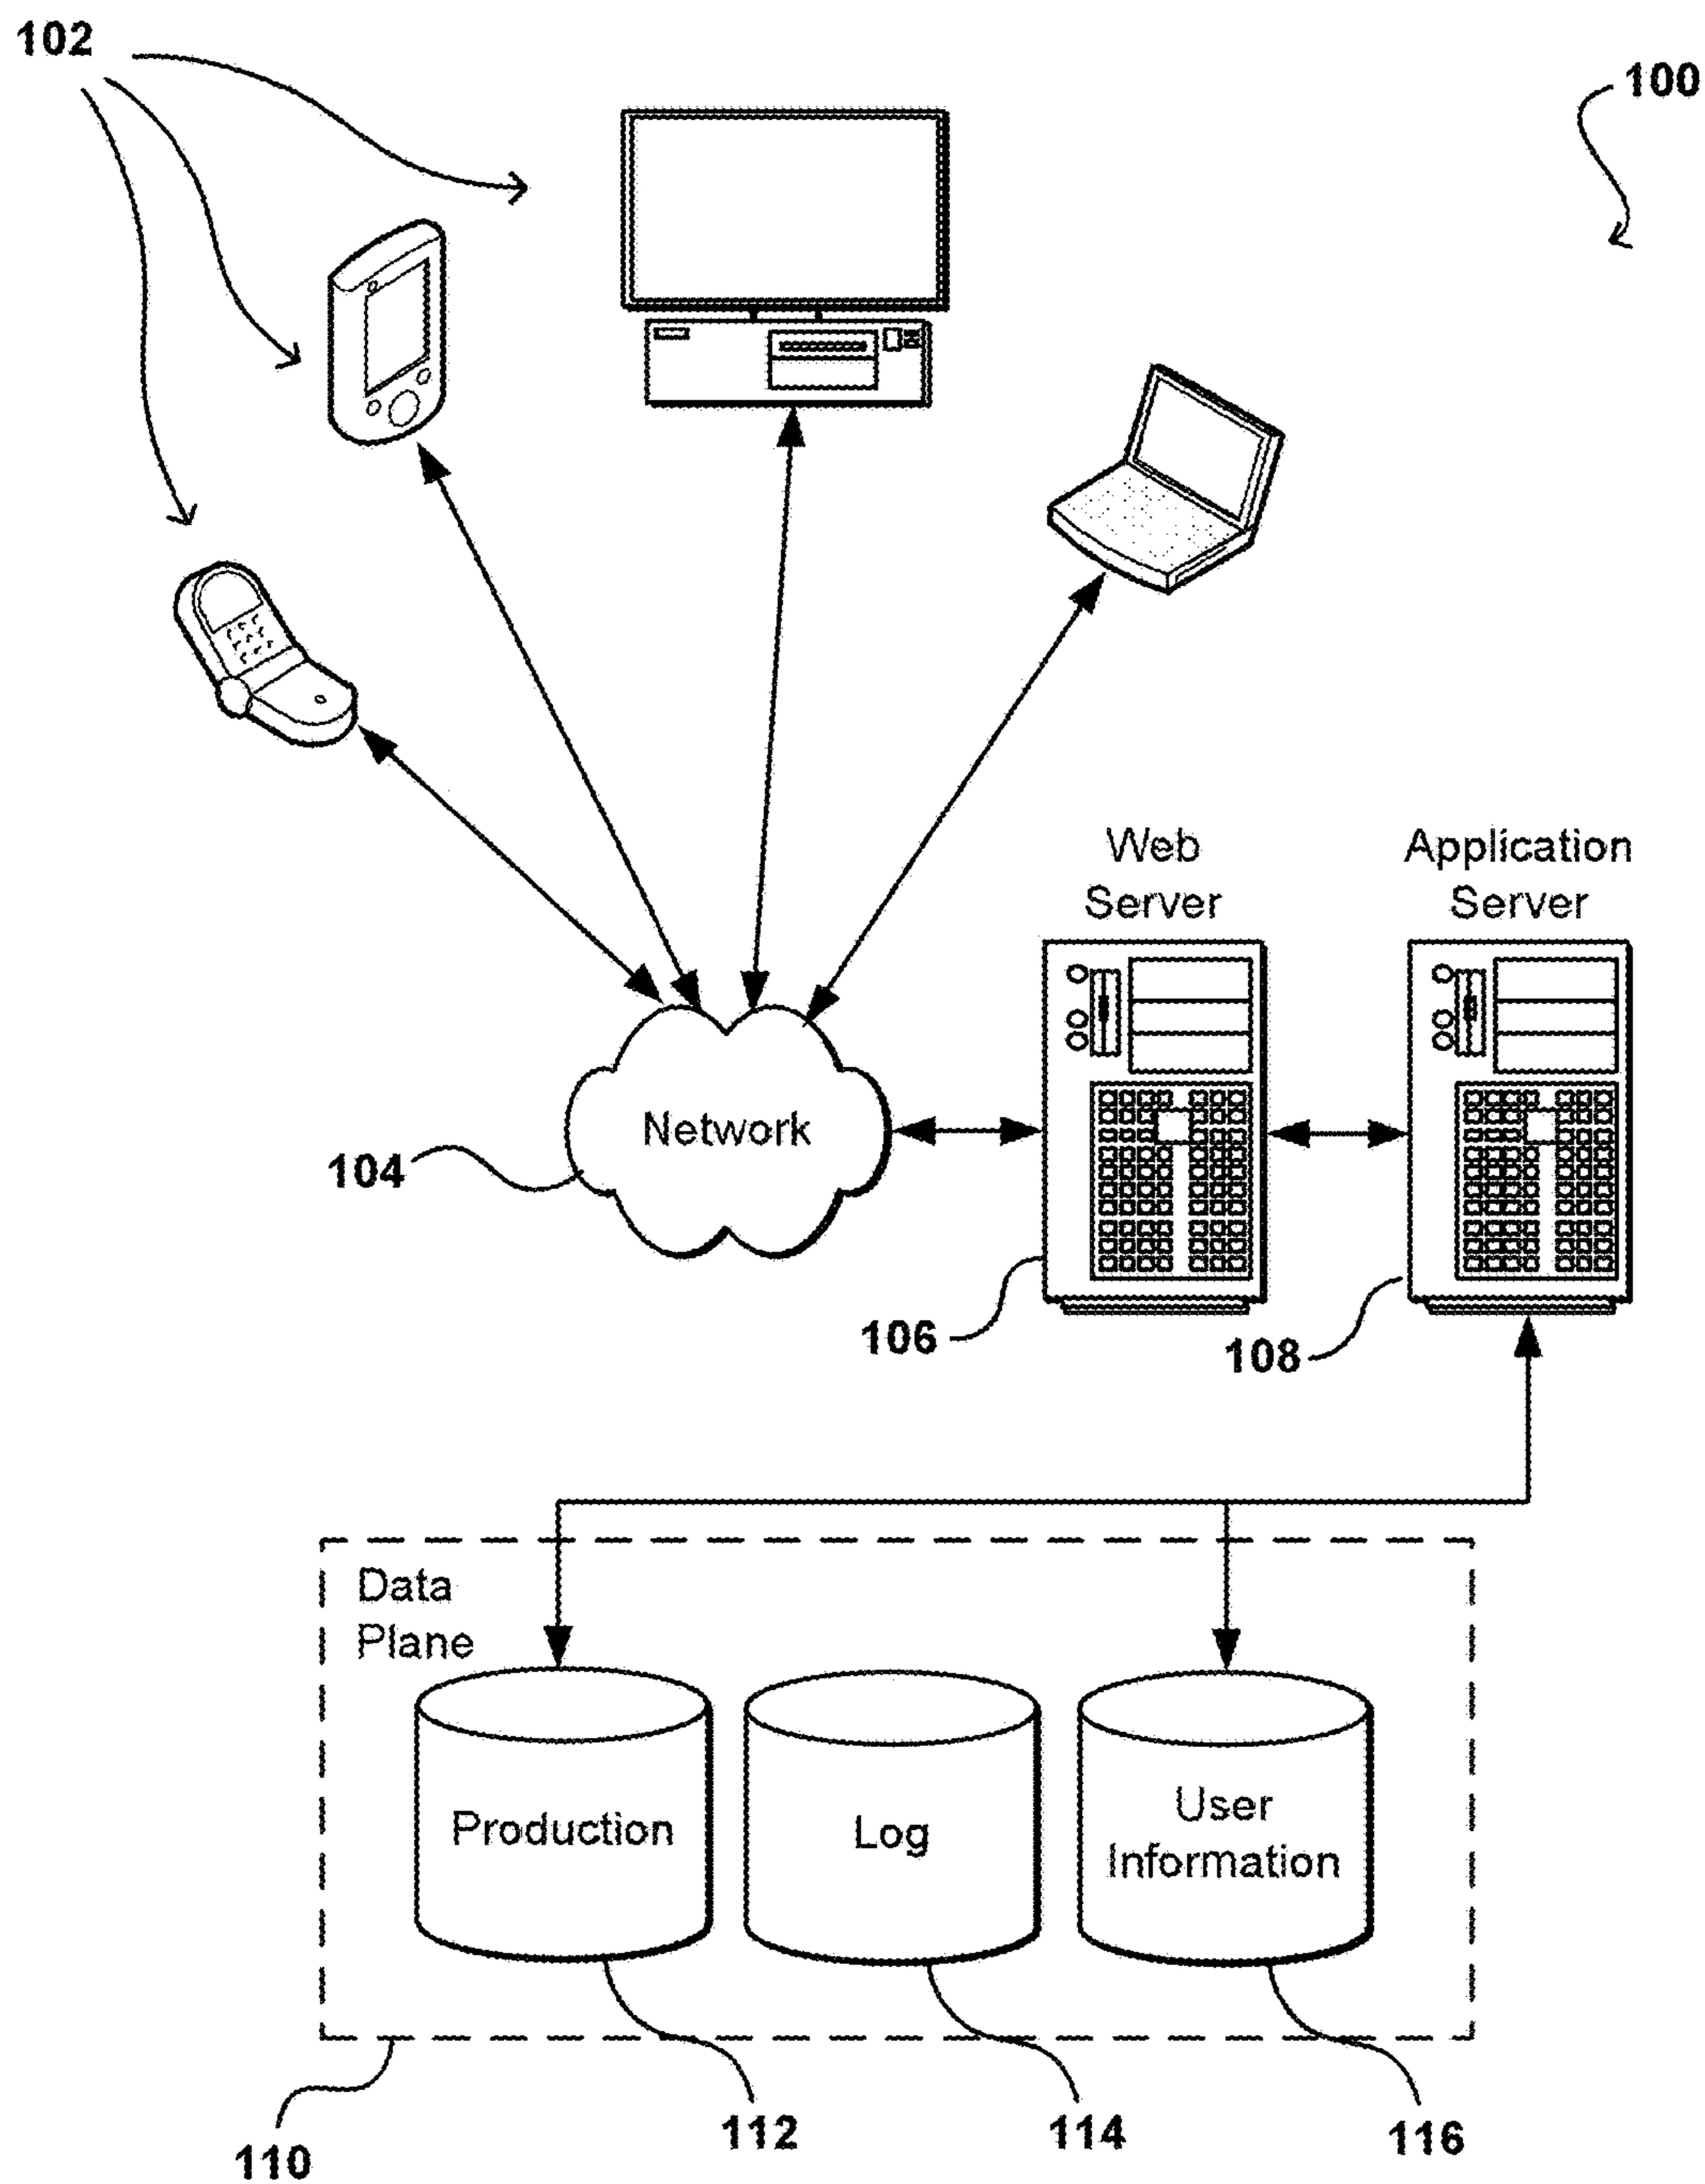 102
100
Web
Server
Application
Server
Network
104
106
108
Data
Plane
Production
Log
User
Information
110
112
114
116